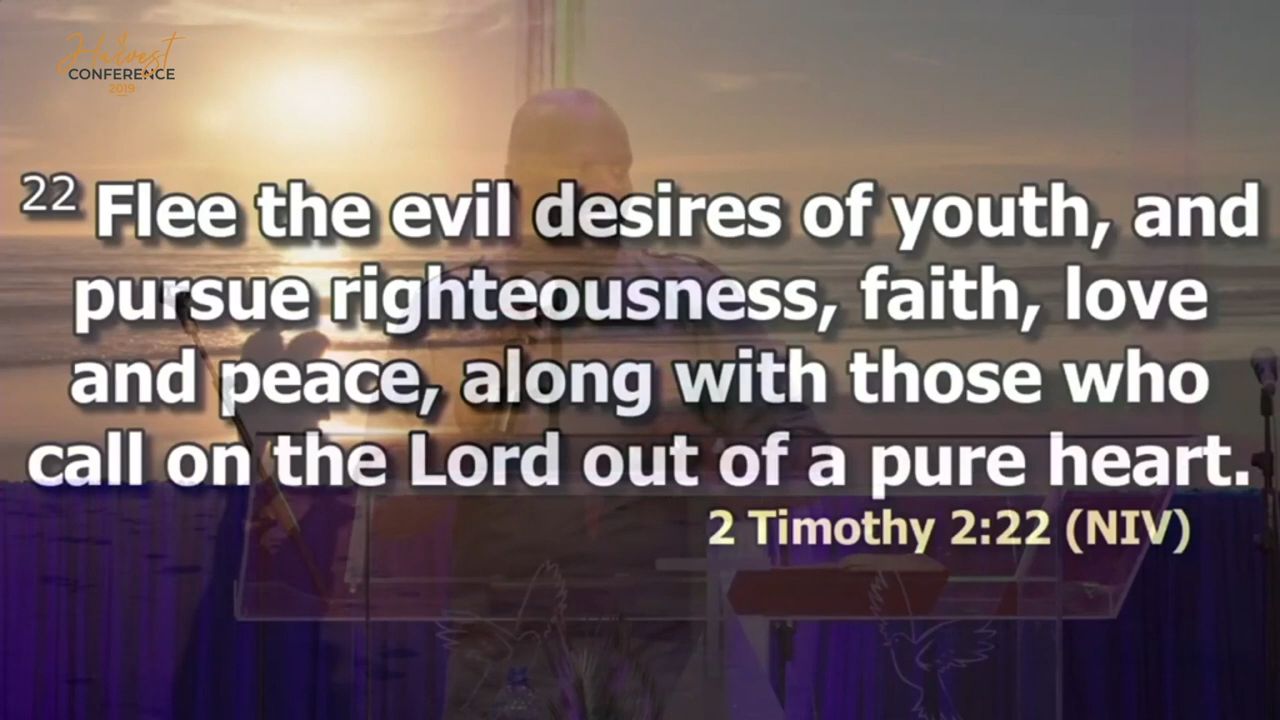 Harvest
CONFERENCE
2019
22 Flee the evil desires of youth, and
pursue righteousness, faith, love
and peace, along with those who
call on the Lord out of a pure heart.
2 Timothy 2:22 (NIV)